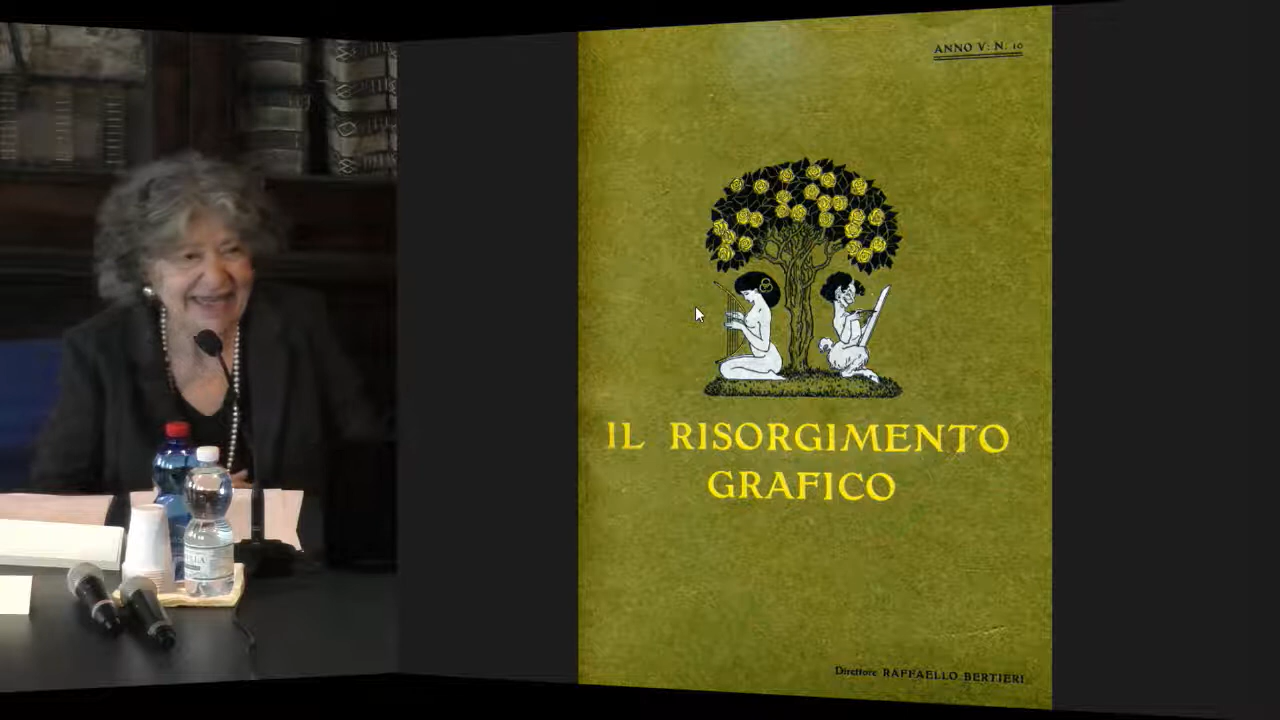 ANNO V: N. 10
IL RISORGIMENTO
GRAFICO
Direttore RAFFAELLO BERTIERI